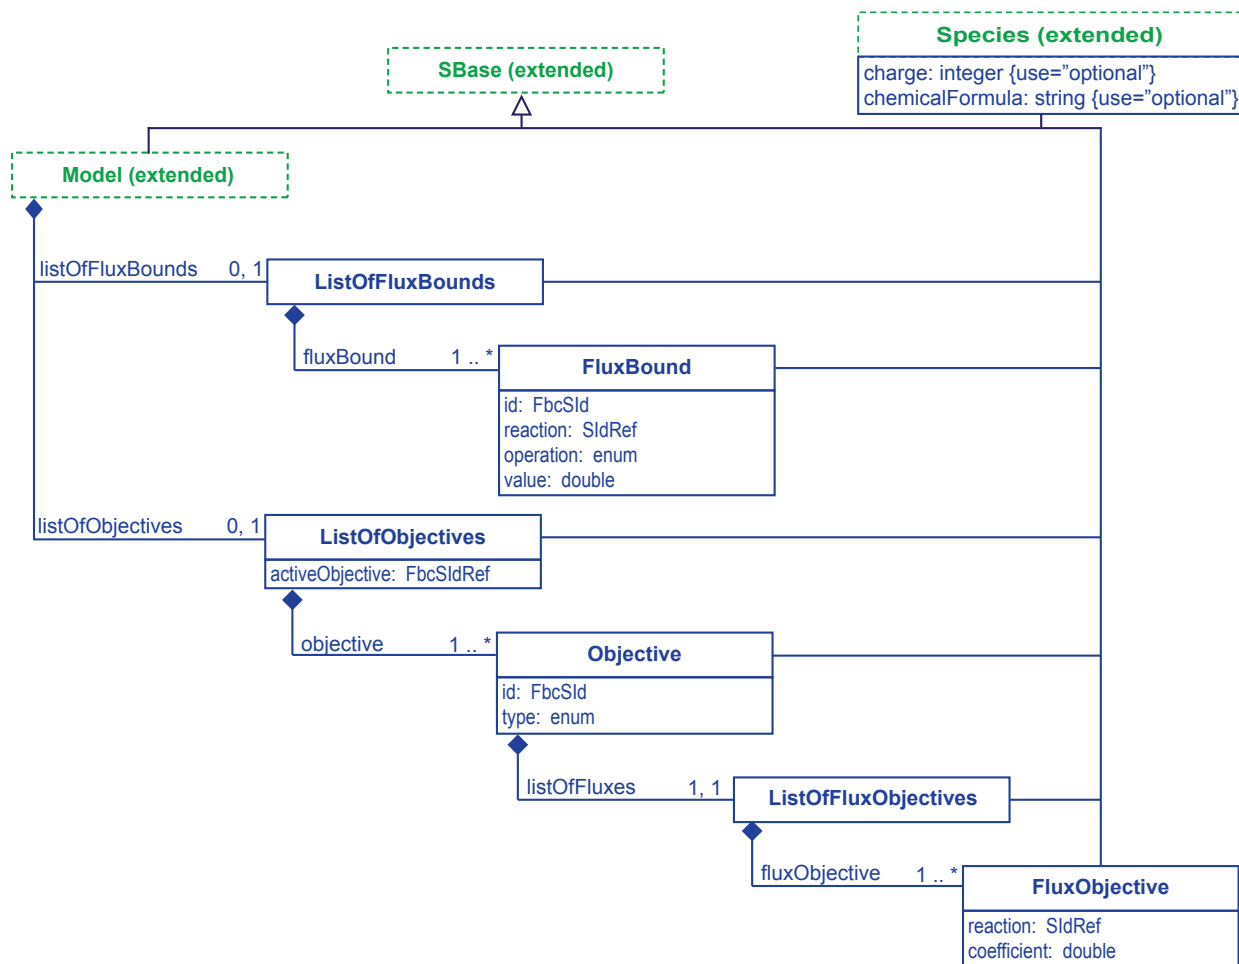 Species (extended)
charge: integer {use=”optional”}
chemicalFormula: string {use=”optional”}
SBase (extended)
Model (extended)
listOfFluxBounds 0, 1
ListOfFluxBounds
fluxBound 1 .. *
FluxBound
id: FbcSId
reaction: SIdRef
operation: enum
value: double
listOfObjectives 0, 1
ListOfObjectives
activeObjective: FbcSIdRef
objective 1 .. *
Objective
id: FbcSId
type: enum
listOfFluxes 1, 1
ListOfFluxObjectives
fluxObjective 1 .. *
FluxObjective
reaction: SIdRef
coefficient: double